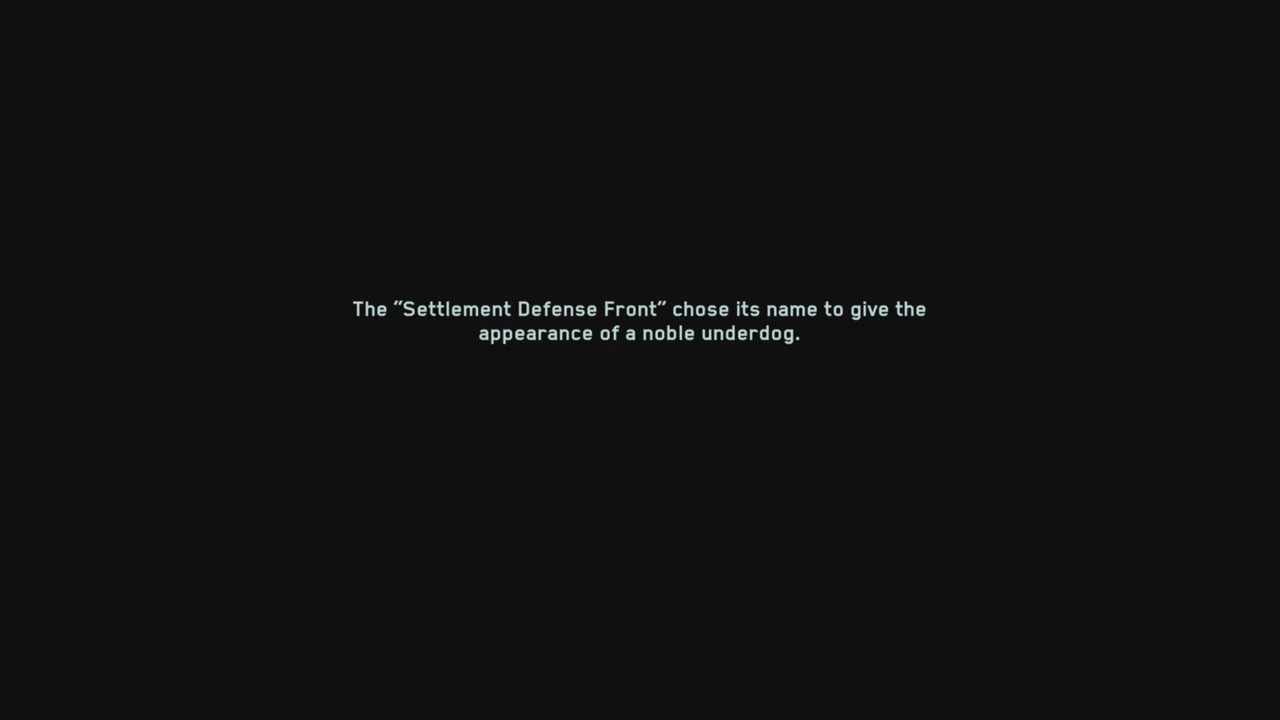 The “Settlement Defense Front” chose its name to give the
appearance of a noble underdog.